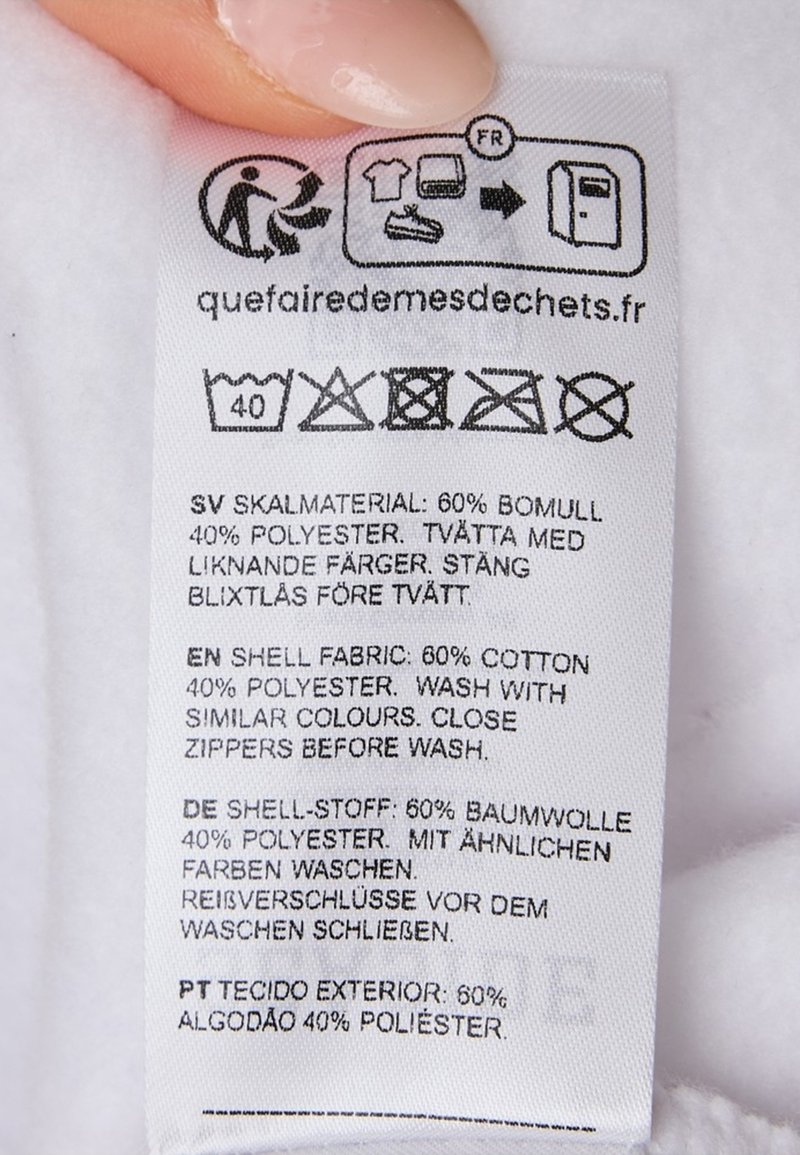 FR
quefairedemesdechets.fr
40
SV SKALMATERIAL: 60% BOMULL
40% POLYESTER. TVÄTTA MED
LIKNANDE FÄRGER. STÄNG
BLIXTLÅS FÖRE TVÄTT.
EN SHELL FABRIC: 60% COTTON
40% POLYESTER. WASH WITH
SIMILAR COLOURS. CLOSE
ZIPPERS BEFORE WASH.
DE SHELL-STOFF: 60% BAUMWOLLE
40% POLYESTER. MIT ÄHNLICHEN
FARBEN WASCHEN.
REIßVERSCHLÜSSE VOR DEM
WASCHEN SCHLIEßEN.
PT TECIDO EXTERIOR: 60%
ALGODÃO 40% POLIÉSTER.